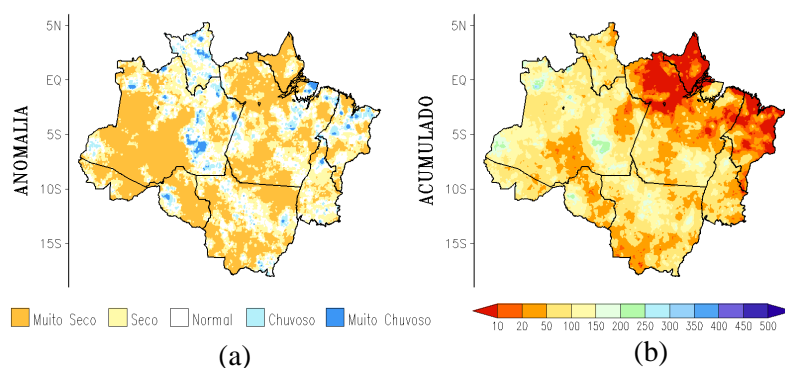 5N
EQ
5S
10S
15S
ANOMALIA
Muito Seco Seco Normal Chuvoso Muito Chuvoso
(a)
5N
EQ
5S
10S
15S
ACUMULADO
10 20 50 100 150 200 250 300 350 400 450 500
(b)